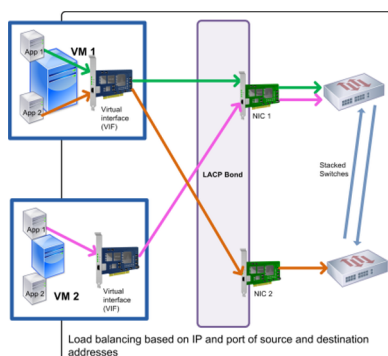 App 1
VM 1
App 2
Virtual
interface
(VIF)
NIC 1
LACP Bond
Stacked
Switches
App 1
VM 2
App 2
Virtual
interface
(VIF)
NIC 2
Load balancing based on IP and port of source and destination
addresses